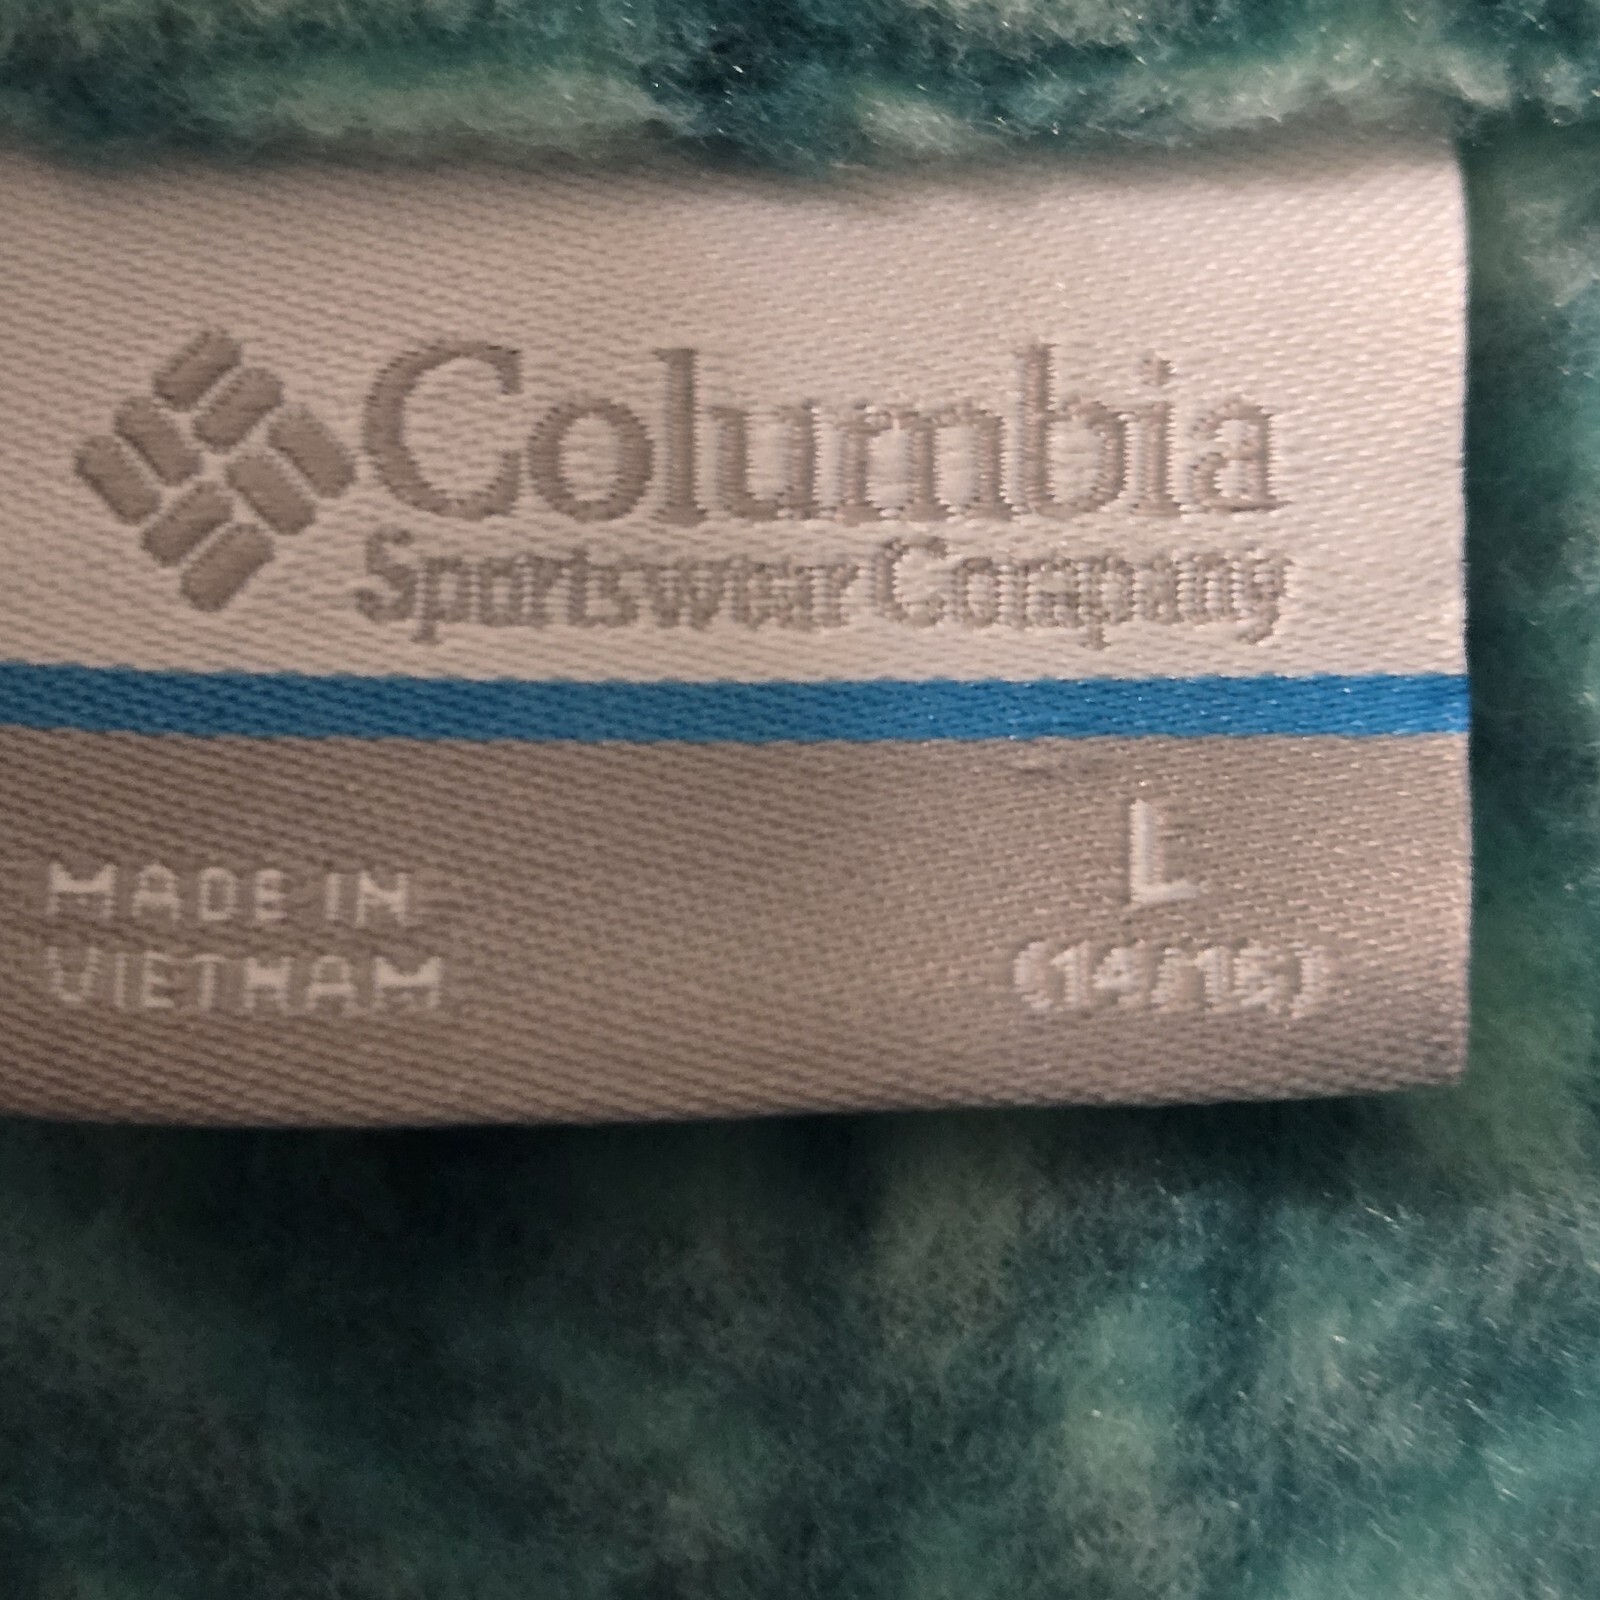 Columbia
Sportswear Company
MADE IN
VIETNAM
L
(14/16)